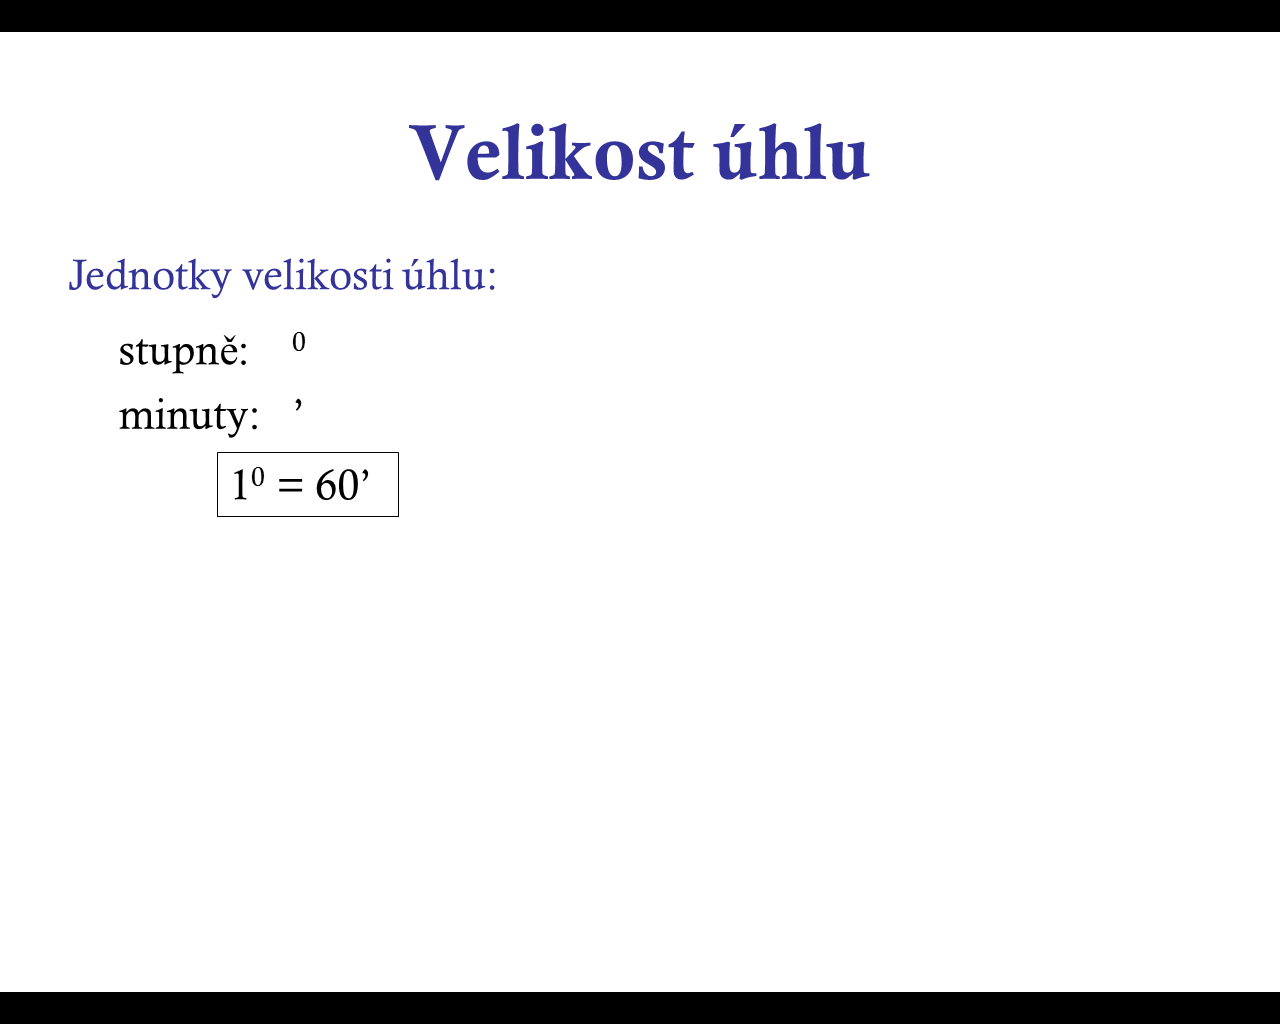 Velikost úhlu
Jednotky velikosti úhlu:
stupně: ⁰
minuty: ’
1⁰ = 60’